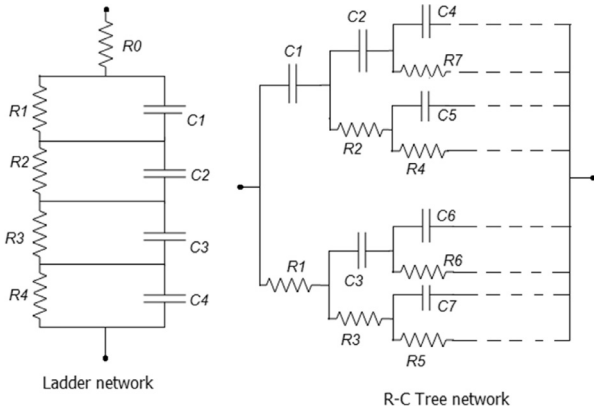 R0
R1
C1
R2
C2
R3
C3
R4
C4
Ladder network
C1
C2
C4
R7
R2
C5
R4
R1
C3
C6
R6
R3
C7
R5
R-C Tree network